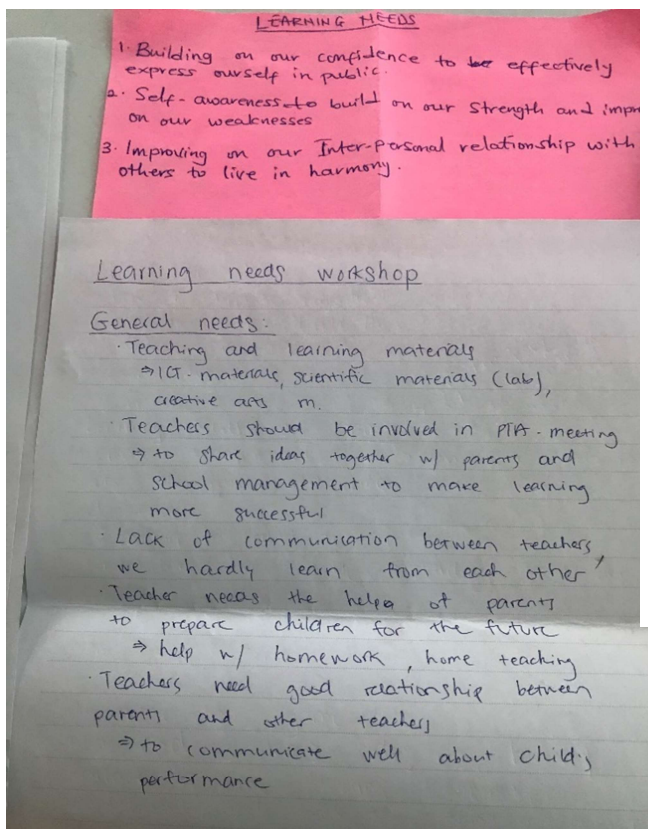 LEARNING NEEDS
1. Building on our confidence to be effectively
express ourself in public.
2. Self-awareness to build on our Strength and impr
on our weaknesses
3. Improving on our Inter-Personal relationship with
others to live in harmony.
Learning needs workshop
General needs:
· Teaching and learning materials
⇒ ICT-materials, scientific materials (lab),
creative arts m.
· Teachers should be involved in PTA-meeting
⇒ to share ideas together w/ parents and
school management to make learning
more successful
· Lack of communication between teachers,
we hardly learn from each other
· Teacher needs the help of parents
to prepare children for the future
⇒ help w/ homework, home teaching
· Teachers need good relationship between
parents and other teachers
⇒ to communicate well about child's
performance